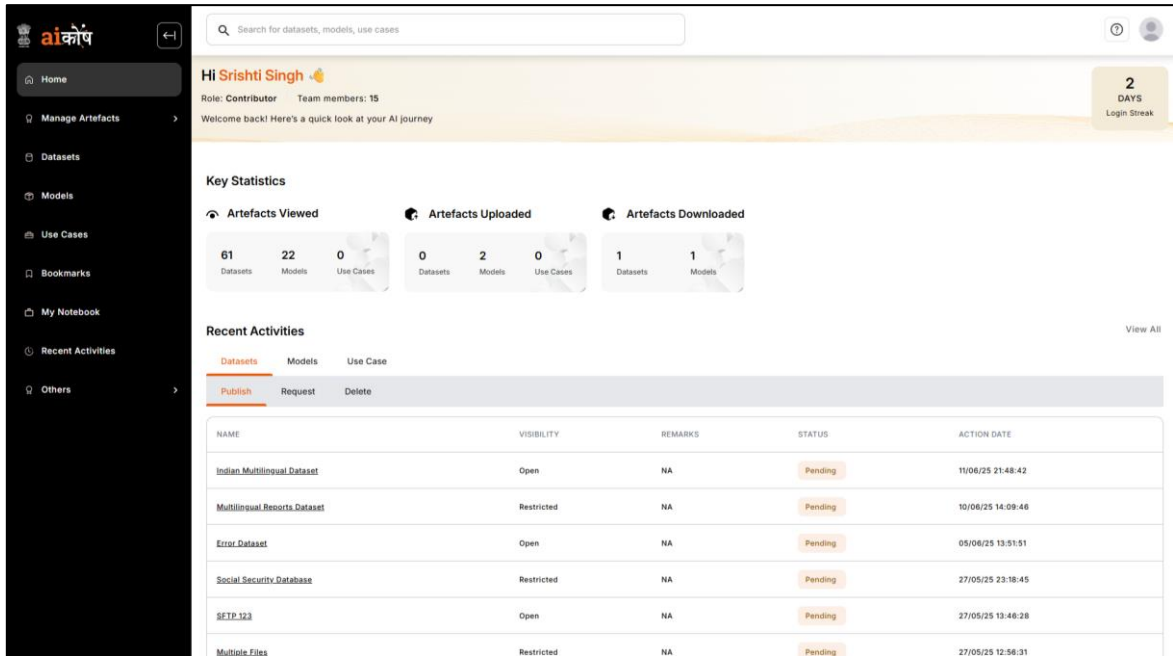 aiकोष
Search for datasets, models, use cases
Home
Manage Artefacts
Datasets
Models
Use Cases
Bookmarks
My Notebook
Recent Activities
Others
Hi Srishti Singh
Role: Contributor Team members: 15
Welcome back! Here's a quick look at your AI journey
2
DAYS
Login Streak
Key Statistics
Artefacts Viewed
61 22 0
Datasets Models Use Cases
Artefacts Uploaded
0 2 0
Datasets Models Use Cases
Artefacts Downloaded
1 1
Datasets Models
Recent Activities View All
Datasets Models Use Case
Publish Request Delete
NAME VISIBILITY REMARKS STATUS ACTION DATE
Indian Multilingual Dataset Open NA Pending 11/06/25 21:48:42
Multilingual Reports Dataset Restricted NA Pending 10/06/25 14:09:46
Error Dataset Open NA Pending 05/06/25 13:51:51
Social Security Database Restricted NA Pending 27/05/25 23:18:45
SFTP 123 Open NA Pending 27/05/25 13:46:28
Multiple Files Restricted NA Pending 27/05/25 12:56:31